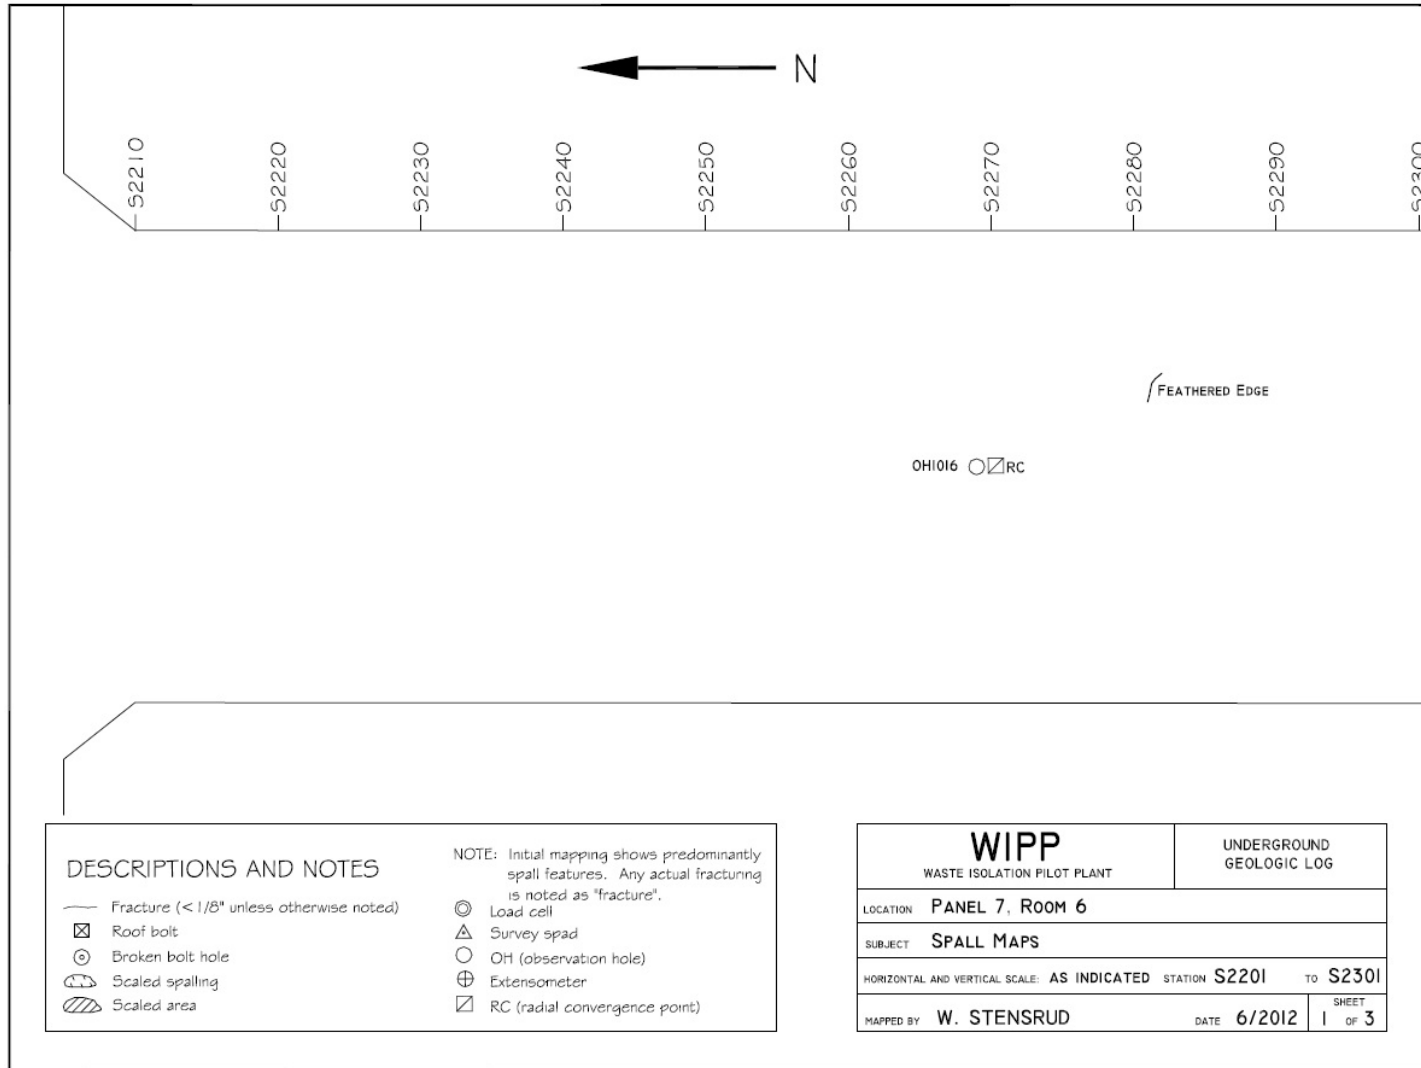 N
S2210
S2220
S2230
S2240
S2250
S2260
S2270
S2280
S2290
S2300
FEATHERED EDGE
OH1016 RC
DESCRIPTIONS AND NOTES
Fracture (< 1/8" unless otherwise noted)
Roof bolt
Broken bolt hole
Scaled spalling
Scaled area
NOTE: Initial mapping shows predominantly
spall features. Any actual fracturing
is noted as "fracture".
Load cell
Survey spad
OH (observation hole)
Extensometer
RC (radial convergence point)
WIPP
WASTE ISOLATION PILOT PLANT
UNDERGROUND
GEOLOGIC LOG
LOCATION PANEL 7, ROOM 6
SUBJECT SPALL MAPS
HORIZONTAL AND VERTICAL SCALE: AS INDICATED STATION S2201 TO S2301
MAPPED BY W. STENSRUD DATE 6/2012
SHEET
1 OF 3